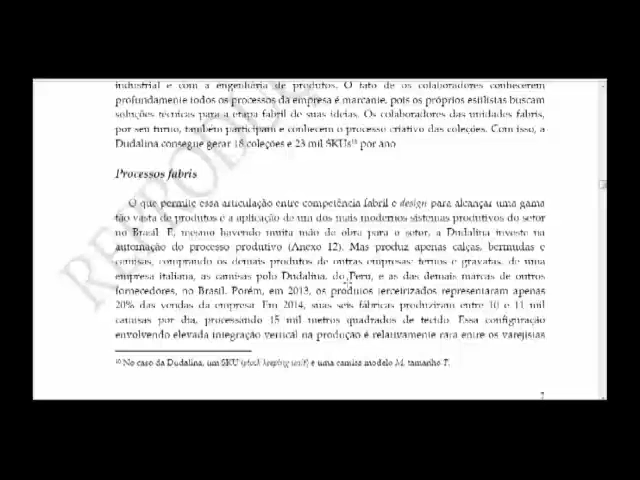 industrial e com a engenharia de produtos. O fato de os colaboradores conhecerem
profundamente todos os processos da empresa é marcante, pois os próprios estilistas buscam
soluções técnicas para a etapa fabril de suas ideias. Os colaboradores das unidades fabris,
por seu turno, também participam e conhecem o processo criativo das coleções. Com isso, a
Dudalina consegue gerar 18 coleções e 23 mil SKUs¹⁰ por ano
Processos fabris
O que permite essa articulação entre competência fabril e design para alcançar uma gama
tão vasta de produtos é a aplicação de um dos mais modernos sistemas produtivos do setor
no Brasil. E, mesmo havendo muita mão de obra para o setor, a Dudalina investe na
automação do processo produtivo (Anexo 12). Mas produz apenas calças, bermudas e
camisas, comprando os demais produtos de outras empresas: ternos e gravatas, de uma
empresa italiana, as camisas polo Dudalina, do Peru, e as das demais marcas de outros
fornecedores, no Brasil. Porém, em 2013, os produtos terceirizados representaram apenas
20% das vendas da empresa. Em 2014, suas seis fábricas produziram entre 10 e 11 mil
camisas por dia, processando 15 mil metros quadrados de tecido. Essa configuração
envolvendo elevada integração vertical na produção é relativamente rara entre os varejistas
¹⁰ No caso da Dudalina, um SKU (stock keeping unit) é uma camisa modelo M, tamanho T.
7